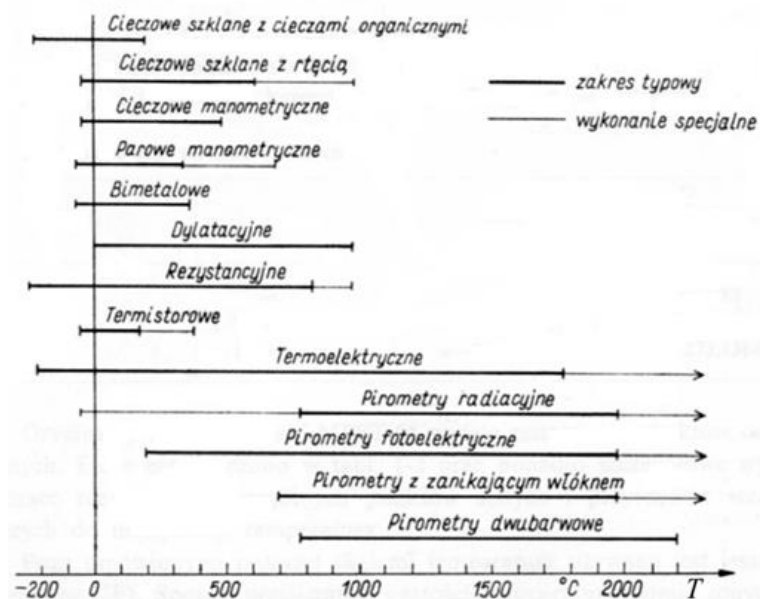 Cieczowe szklane z cieczami organicznymi
Cieczowe szklane z rtęcią
zakres typowy
Cieczowe manometryczne
wykonanie specjalne
Parowe manometryczne
Bimetalowe
Dylatacyjne
Rezystancyjne
Termistorowe
Termoelektryczne
Pirometry radiacyjne
Pirometry fotoelektryczne
Pirometry z zanikającym włóknem
Pirometry dwubarwowe
-200 0 500 1000 1500 °C 2000 T